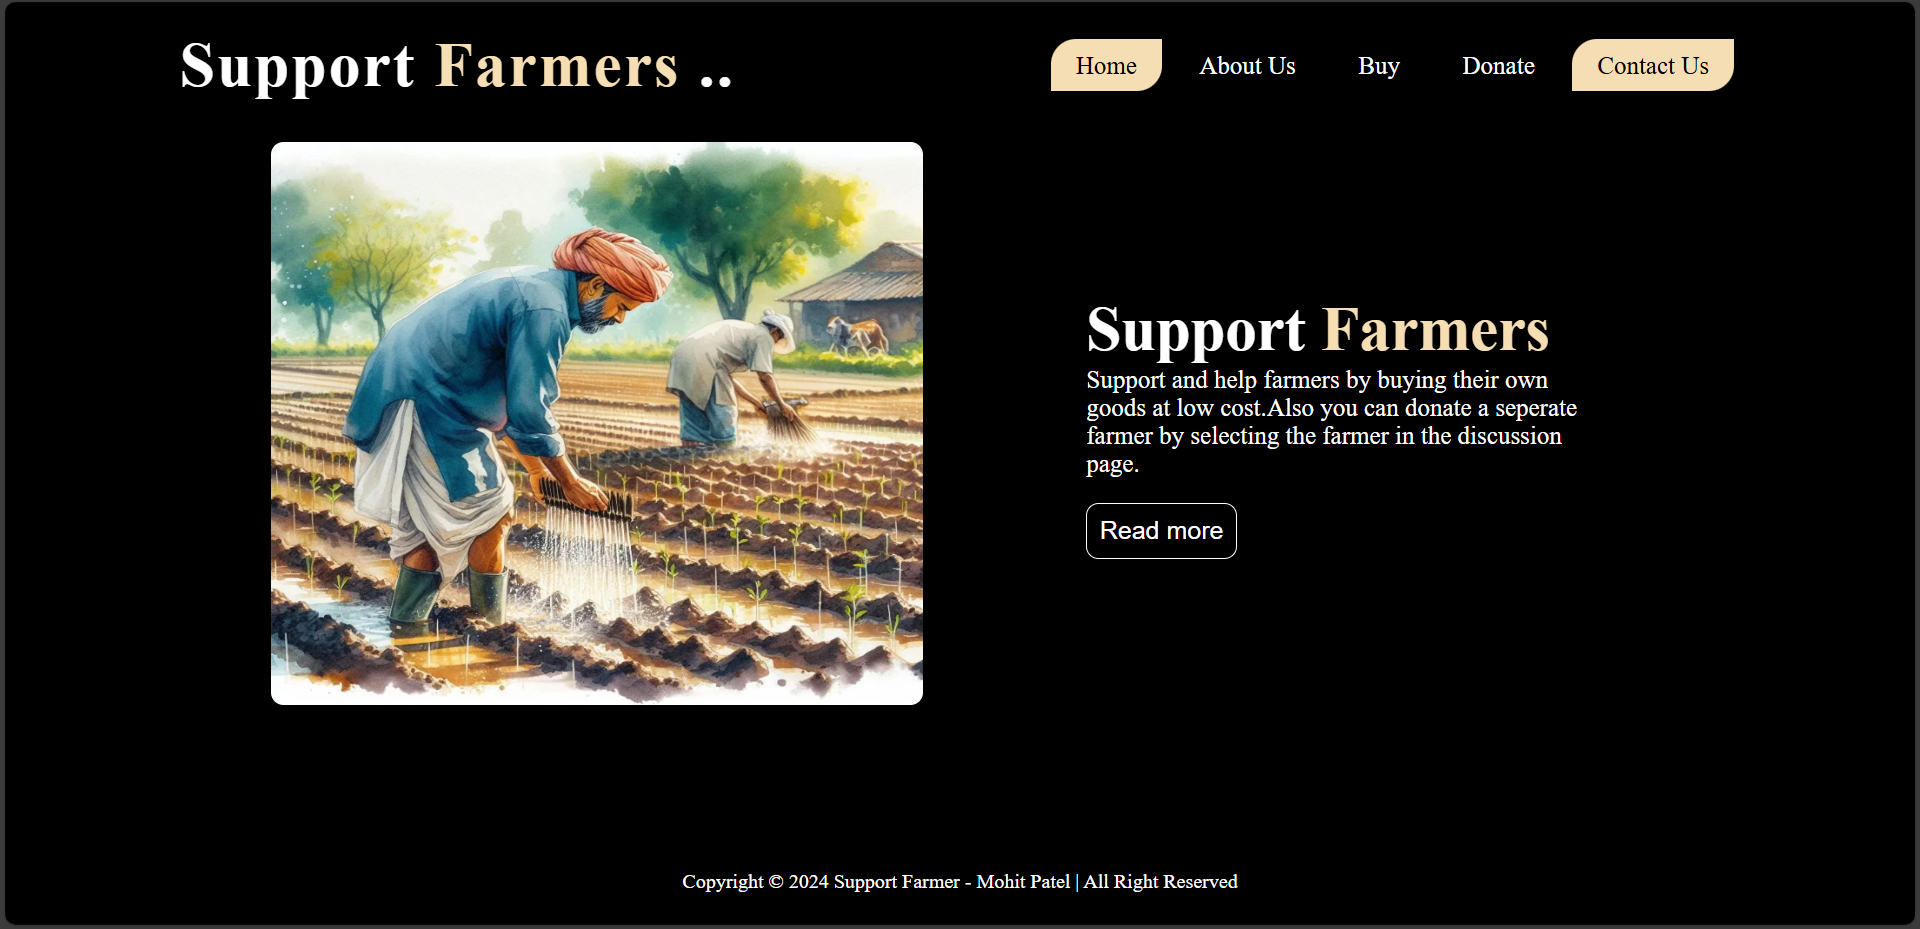 Support Farmers ..
Home About Us Buy Donate Contact Us
Support Farmers
Support and help farmers by buying their own
goods at low cost.Also you can donate a seperate
farmer by selecting the farmer in the discussion
page.
Read more
Copyright © 2024 Support Farmer - Mohit Patel | All Right Reserved